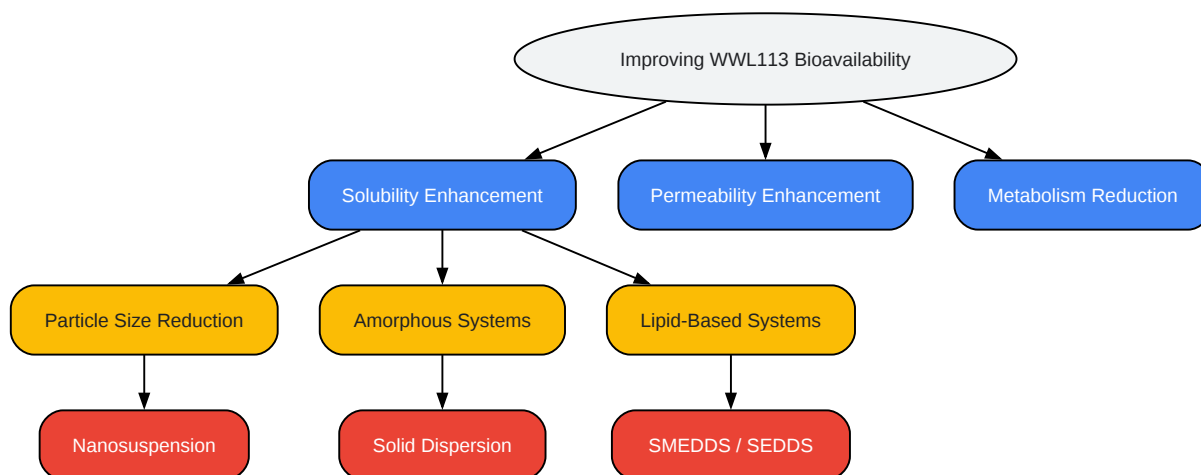 Improving WWL113 Bioavailability
Solubility Enhancement
Permeability Enhancement
Metabolism Reduction
Particle Size Reduction
Amorphous Systems
Lipid-Based Systems
Nanosuspension
Solid Dispersion
SMEDDS / SEDDS